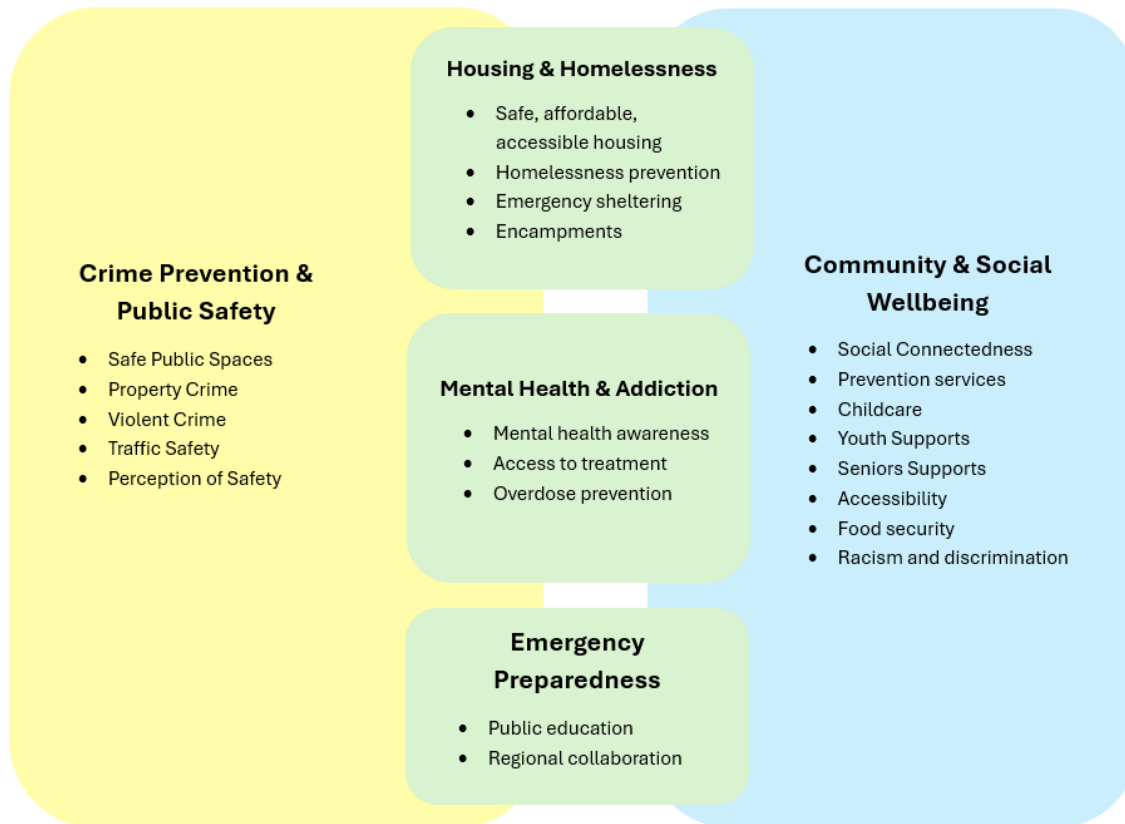 Housing & Homelessness
• Safe, affordable,
accessible housing
• Homelessness prevention
• Emergency sheltering
• Encampments
Crime Prevention &
Public Safety
• Safe Public Spaces
• Property Crime
• Violent Crime
• Traffic Safety
• Perception of Safety
Mental Health & Addiction
• Mental health awareness
• Access to treatment
• Overdose prevention
Community & Social
Wellbeing
• Social Connectedness
• Prevention services
• Childcare
• Youth Supports
• Seniors Supports
• Accessibility
• Food security
• Racism and discrimination
Emergency
Preparedness
• Public education
• Regional collaboration